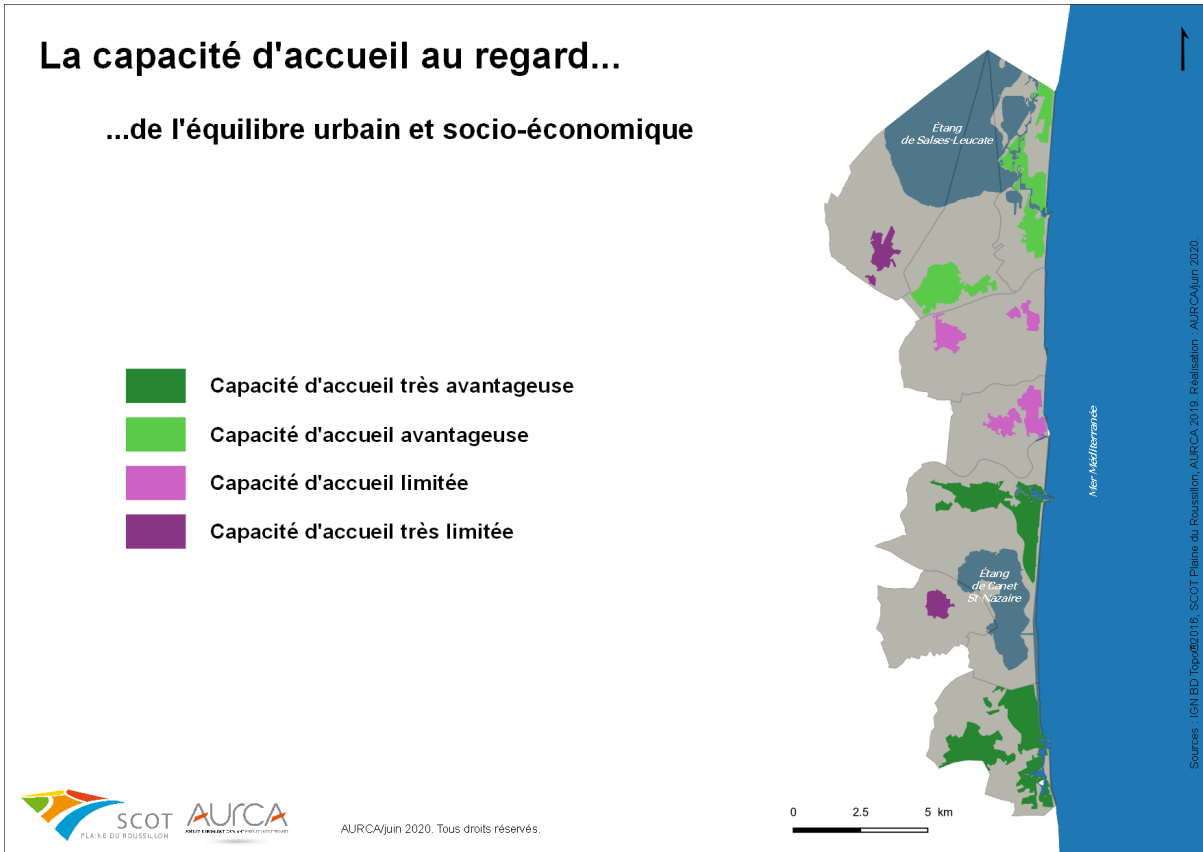 La capacité d'accueil au regard...
...de l'équilibre urbain et socio-économique
Étang
de Salses-Leucate
Capacité d'accueil très avantageuse
Capacité d'accueil avantageuse
Capacité d'accueil limitée
Capacité d'accueil très limitée
Mer Méditerranée
Étang
de Canet
St-Nazaire
Sources : IGN BD Topo®2016, SCOT Plaine du Roussillon, AURCA 2019. Réalisation : AURCA/juin 2020.
SCOT
PLAINE DU ROUSSILLON
AURCA
AURCA/juin 2020. Tous droits réservés.
0 2.5 5 km